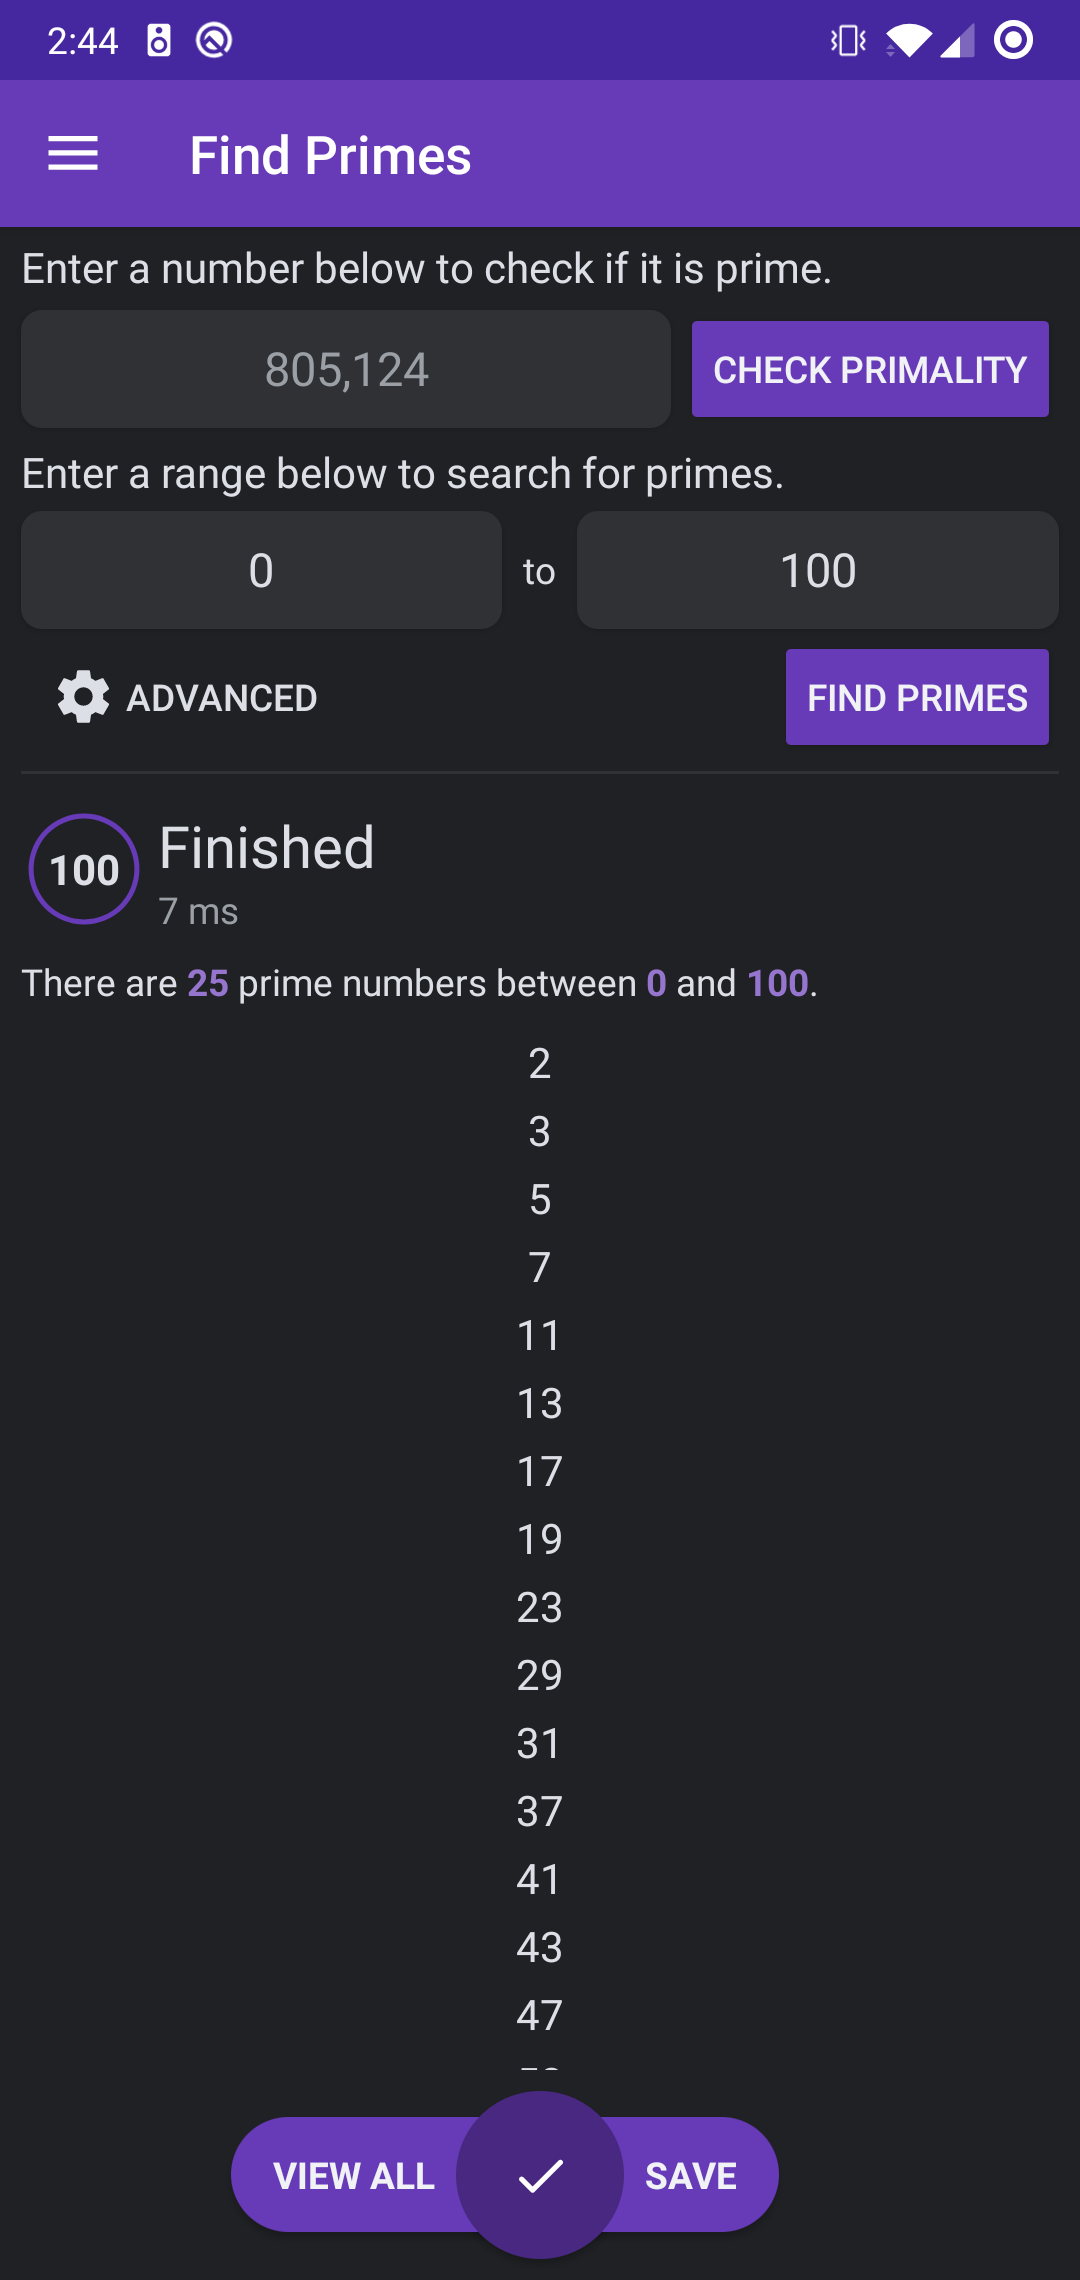 2:44
Find Primes
Enter a number below to check if it is prime.
805,124
CHECK PRIMALITY
Enter a range below to search for primes.
0 to 100
ADVANCED
FIND PRIMES
100
Finished
7 ms
There are 25 prime numbers between 0 and 100.
2
3
5
7
11
13
17
19
23
29
31
37
41
43
47
VIEW ALL
SAVE